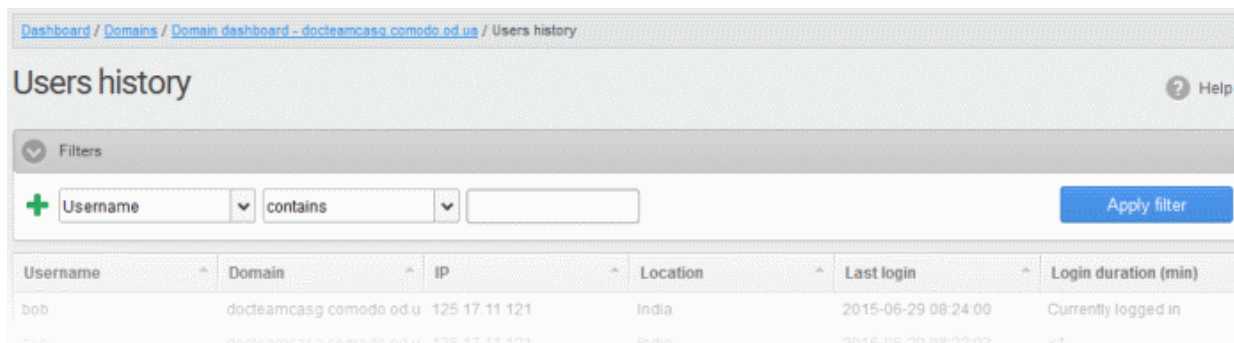 Dashboard / Domains / Domain dashboard - docteamcasg.comodo.od.ua / Users history
Users history
Help
Filters
Username contains
Apply filter
Username Domain IP Location Last login Login duration (min)
bob docteamcasg.comodo.od.u 125.17.11.121 India 2015-06-29 08:24:00 Currently logged in